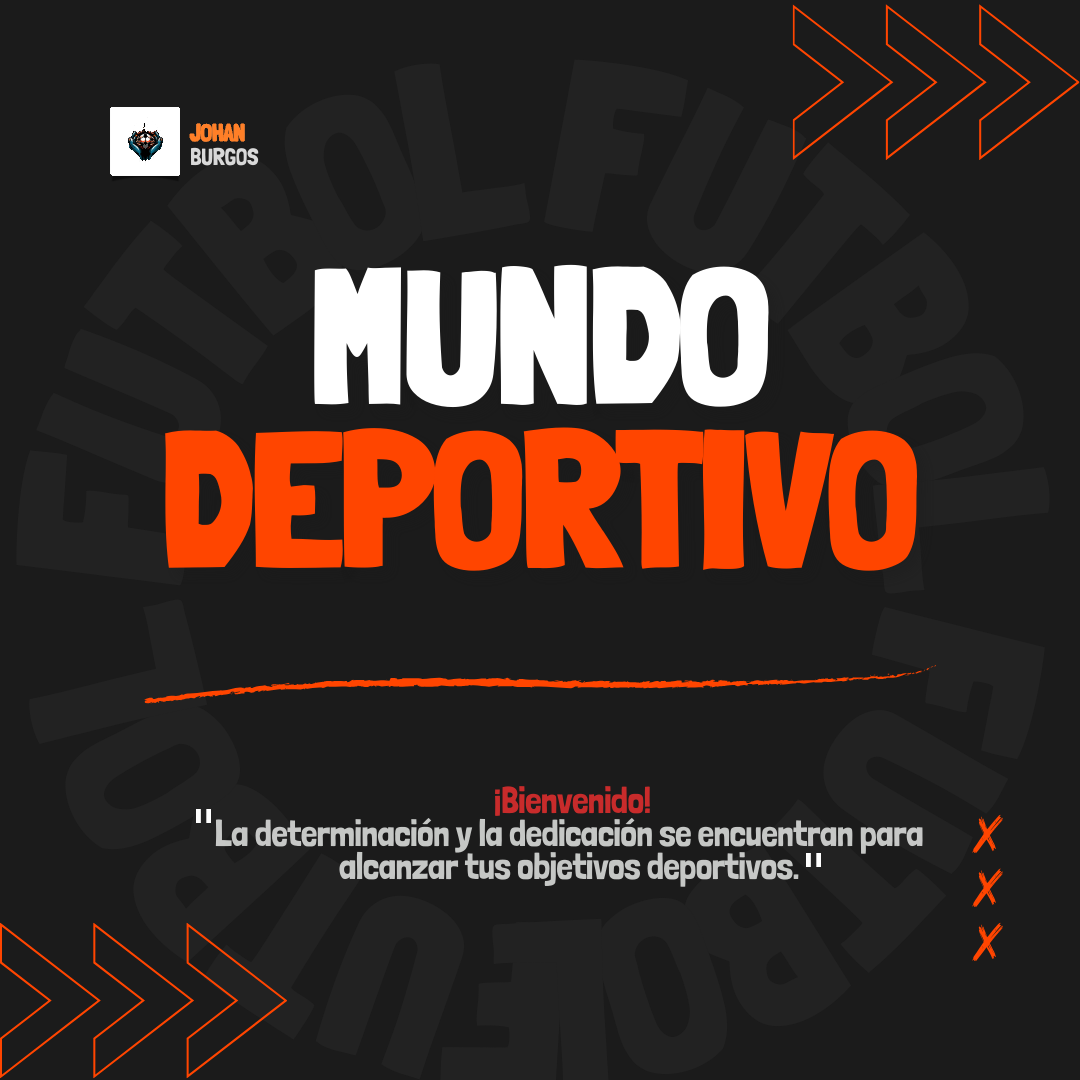 JOHAN
BURGOS
FUTBOL FUTBOL FUTBOL FUTBOL FUTBOL
MUNDO
DEPORTIVO
¡Bienvenido!
"La determinación y la dedicación se encuentran para
alcanzar tus objetivos deportivos."
X
X
X